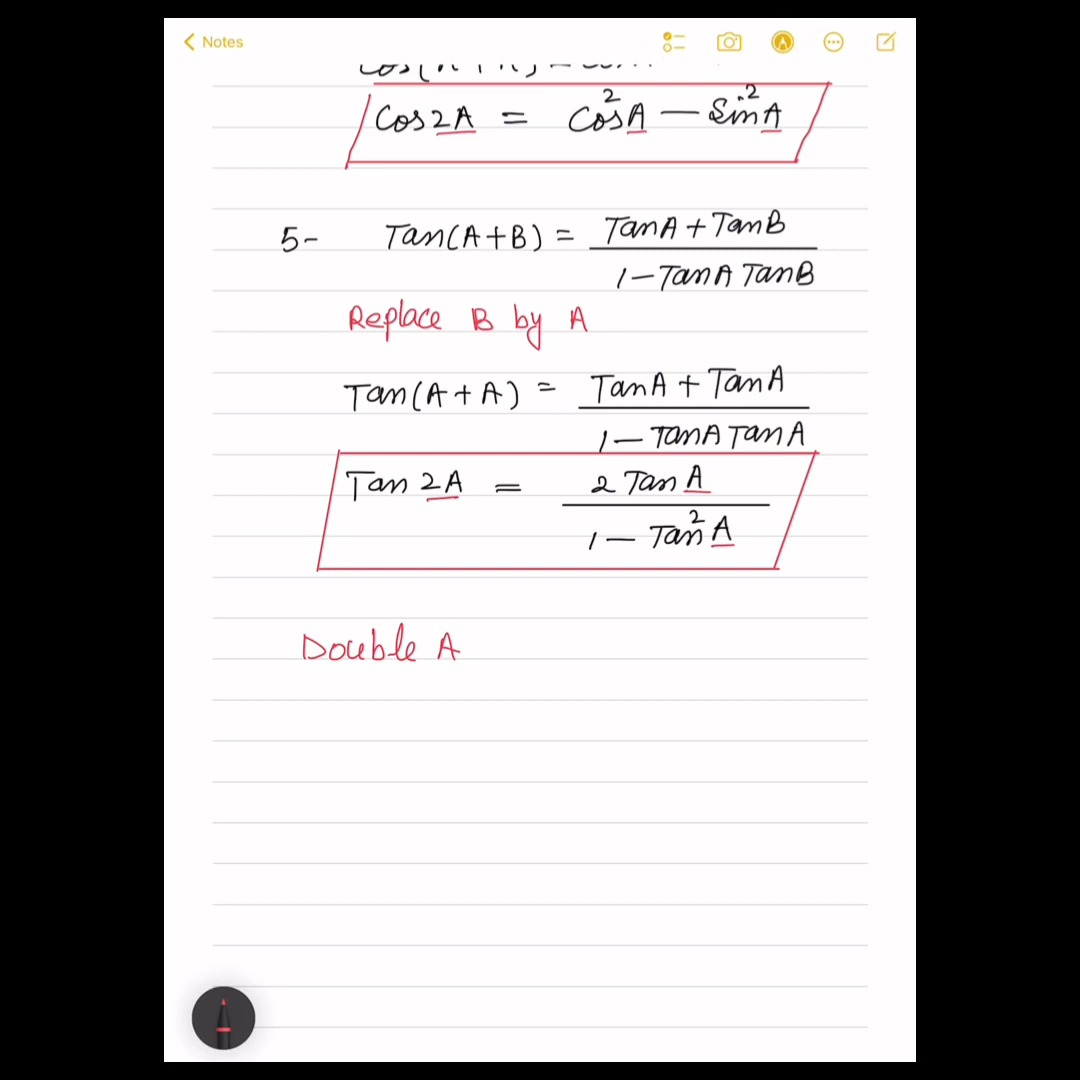 Notes
Cos2A = Cos²A — Sin²A
5- Tan(A+B) = TanA + TanB / 1 — TanA TanB
Replace B by A
Tan(A + A) = TanA + TanA / 1 — TanA TanA
Tan 2A = 2 Tan A / 1 — Tan²A
Double A